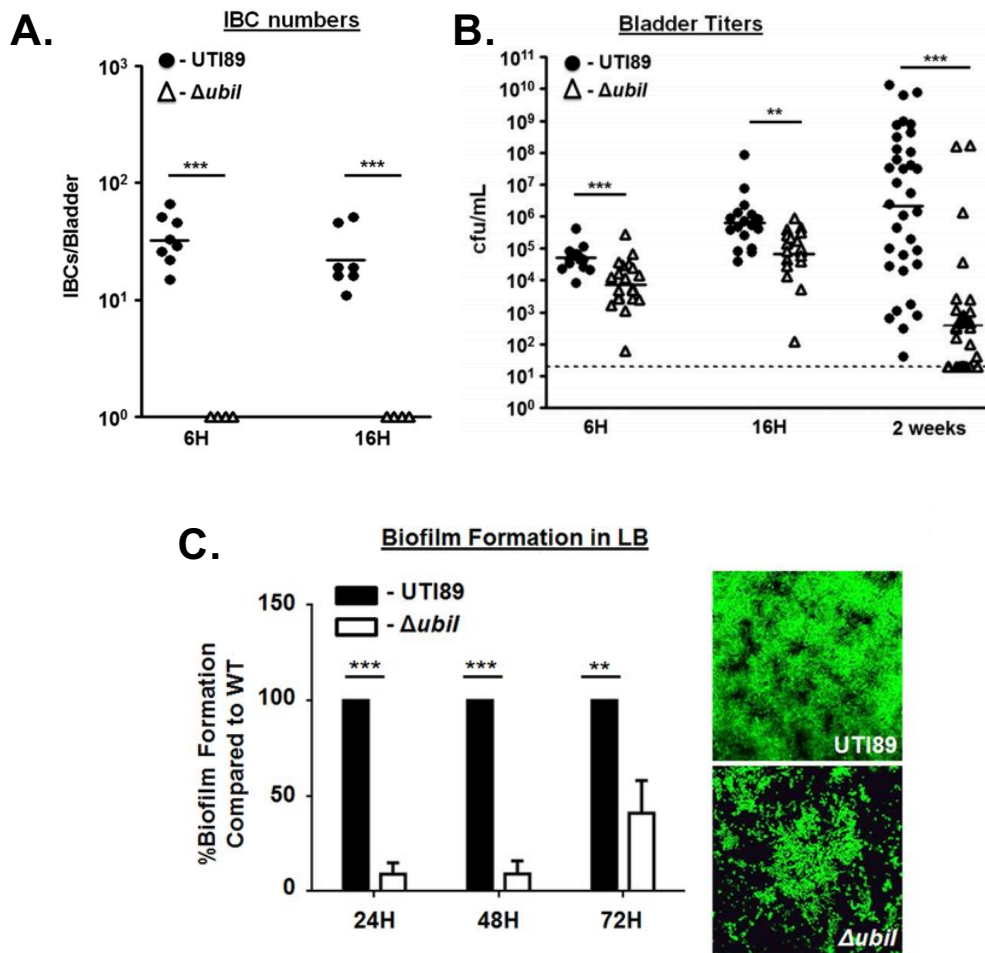 A.
IBC numbers
● - UTI89
△ - Δubil
IBCs/Bladder
10³
10²
10¹
10⁰
***
***
6H
16H
B.
Bladder Titers
● - UTI89
△ - Δubil
cfu/mL
10¹¹
10¹⁰
10⁹
10⁸
10⁷
10⁶
10⁵
10⁴
10³
10²
10¹
10⁰
***
**
***
6H
16H
2 weeks
C.
Biofilm Formation in LB
- UTI89
- Δubil
%Biofilm Formation
Compared to WT
150
100
50
0
***
***
**
24H
48H
72H
UTI89
Δubil